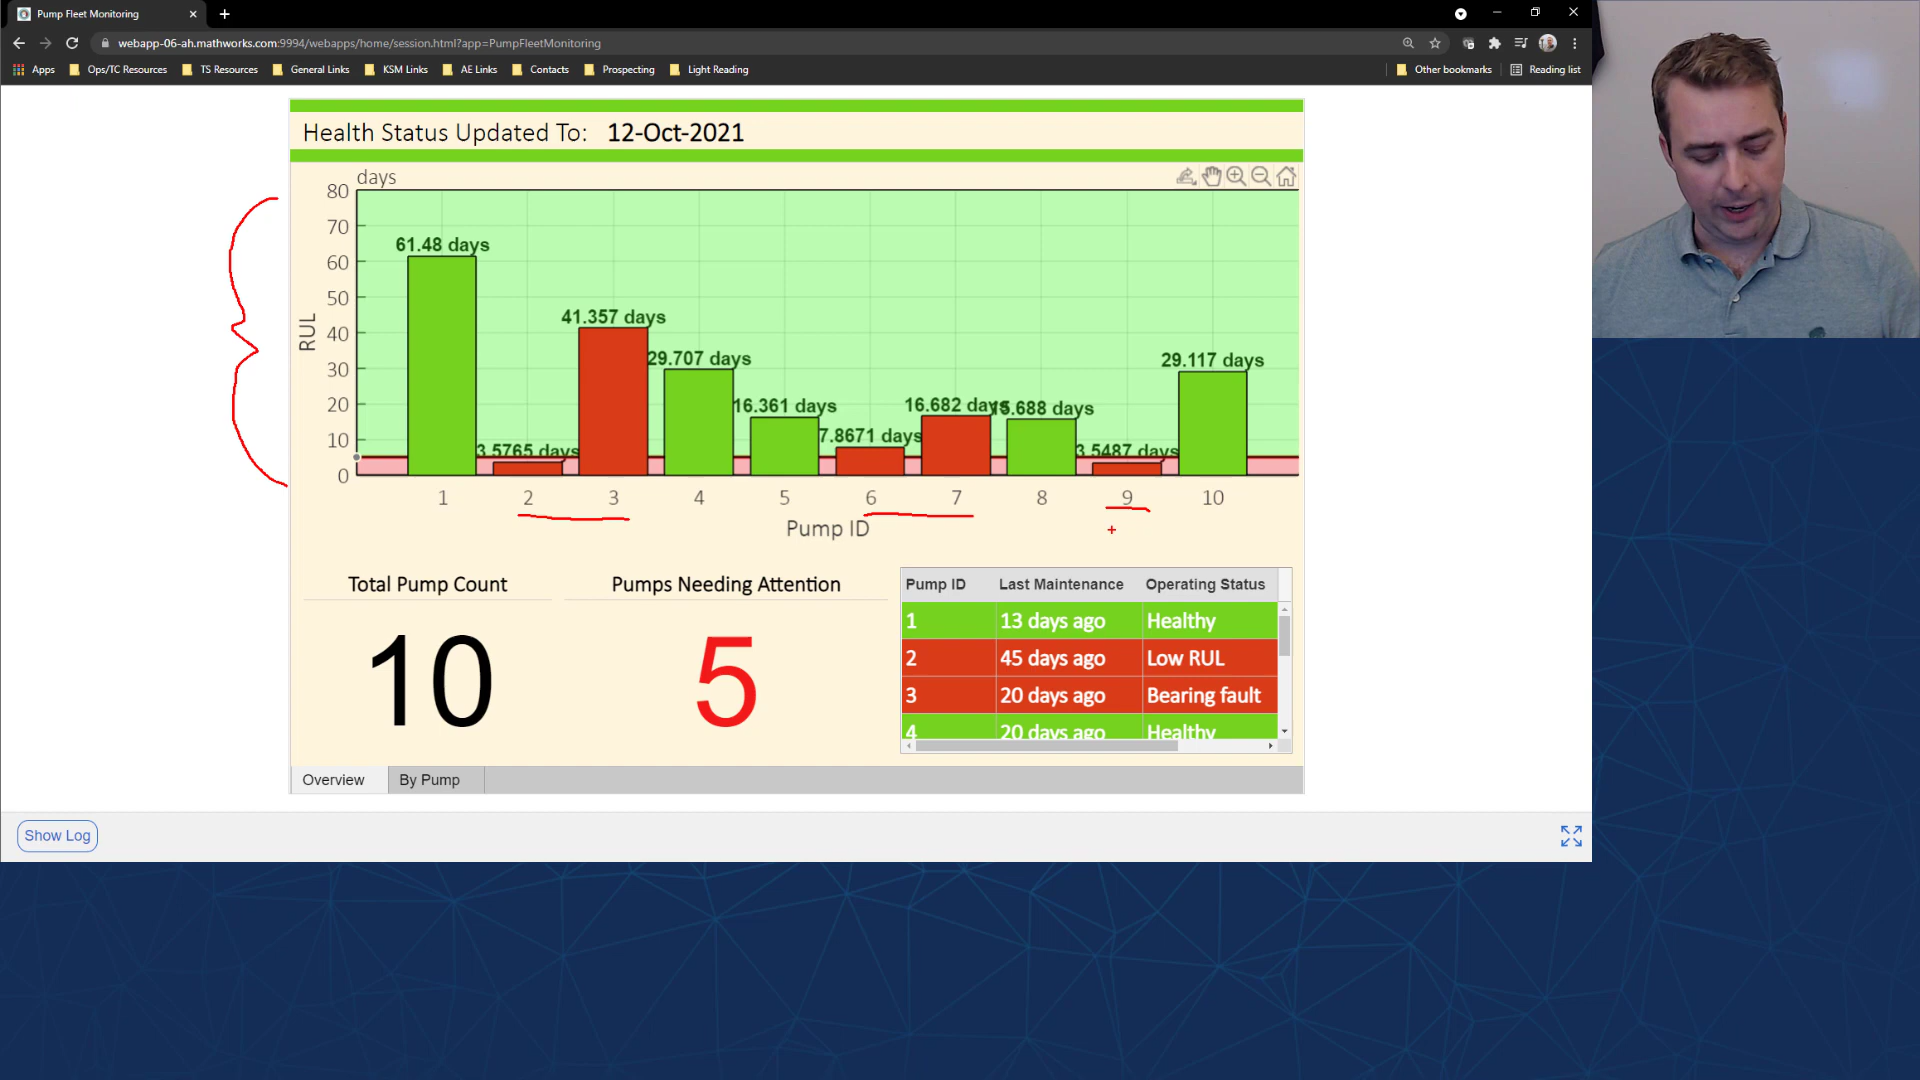 Pump Fleet Monitoring
webapp-06-ah.mathworks.com:9994/webapps/home/session.html?app=PumpFleetMonitoring
Apps Ops/TC Resources TS Resources General Links KSM Links AE Links Contacts Prospecting Light Reading Other bookmarks Reading list
Health Status Updated To: 12-Oct-2021
days
80
70
60
50
40
30
20
10
0
RUL
61.48 days
3.5765 days
41.357 days
29.707 days
16.361 days
7.8671 days
16.682 days
15.688 days
3.5487 days
29.117 days
1 2 3 4 5 6 7 8 9 10
Pump ID
Total Pump Count
10
Pumps Needing Attention
5
Pump ID Last Maintenance Operating Status
1 13 days ago Healthy
2 45 days ago Low RUL
3 20 days ago Bearing fault
4 20 days ago Healthy
Overview By Pump
Show Log